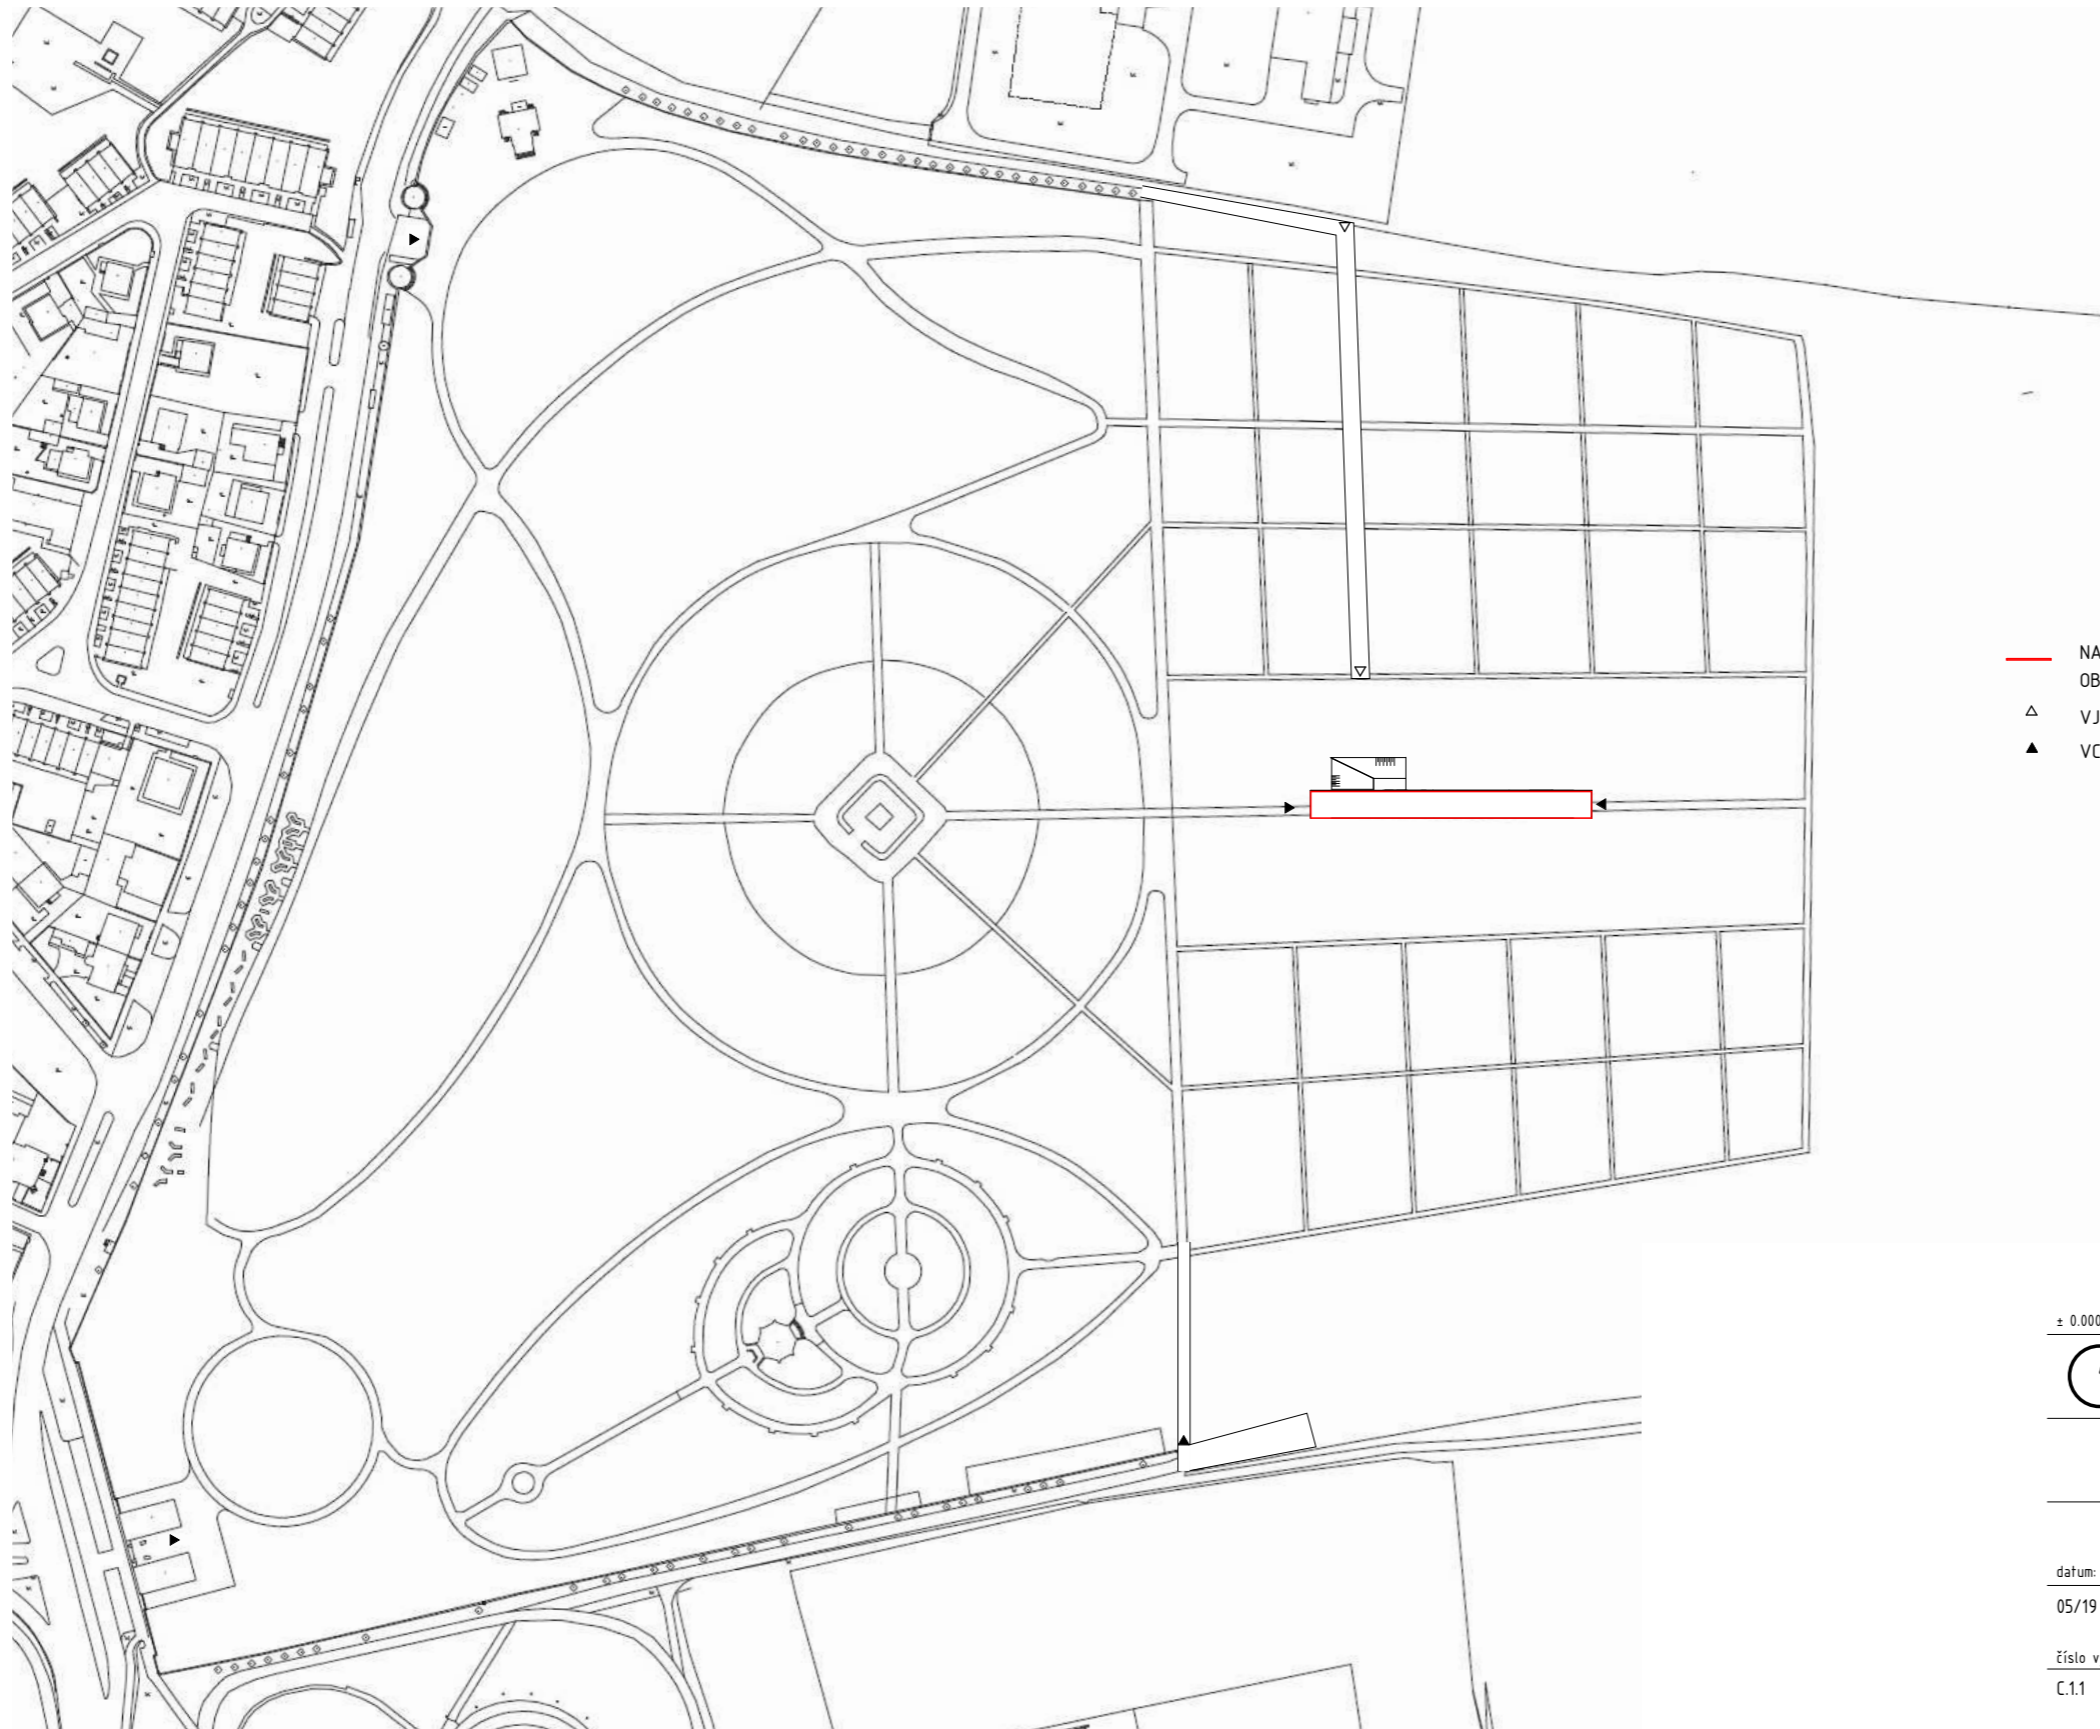 NA
OB
VJ
VC
± 0.000
datum:
05/19
číslo v
C.1.1